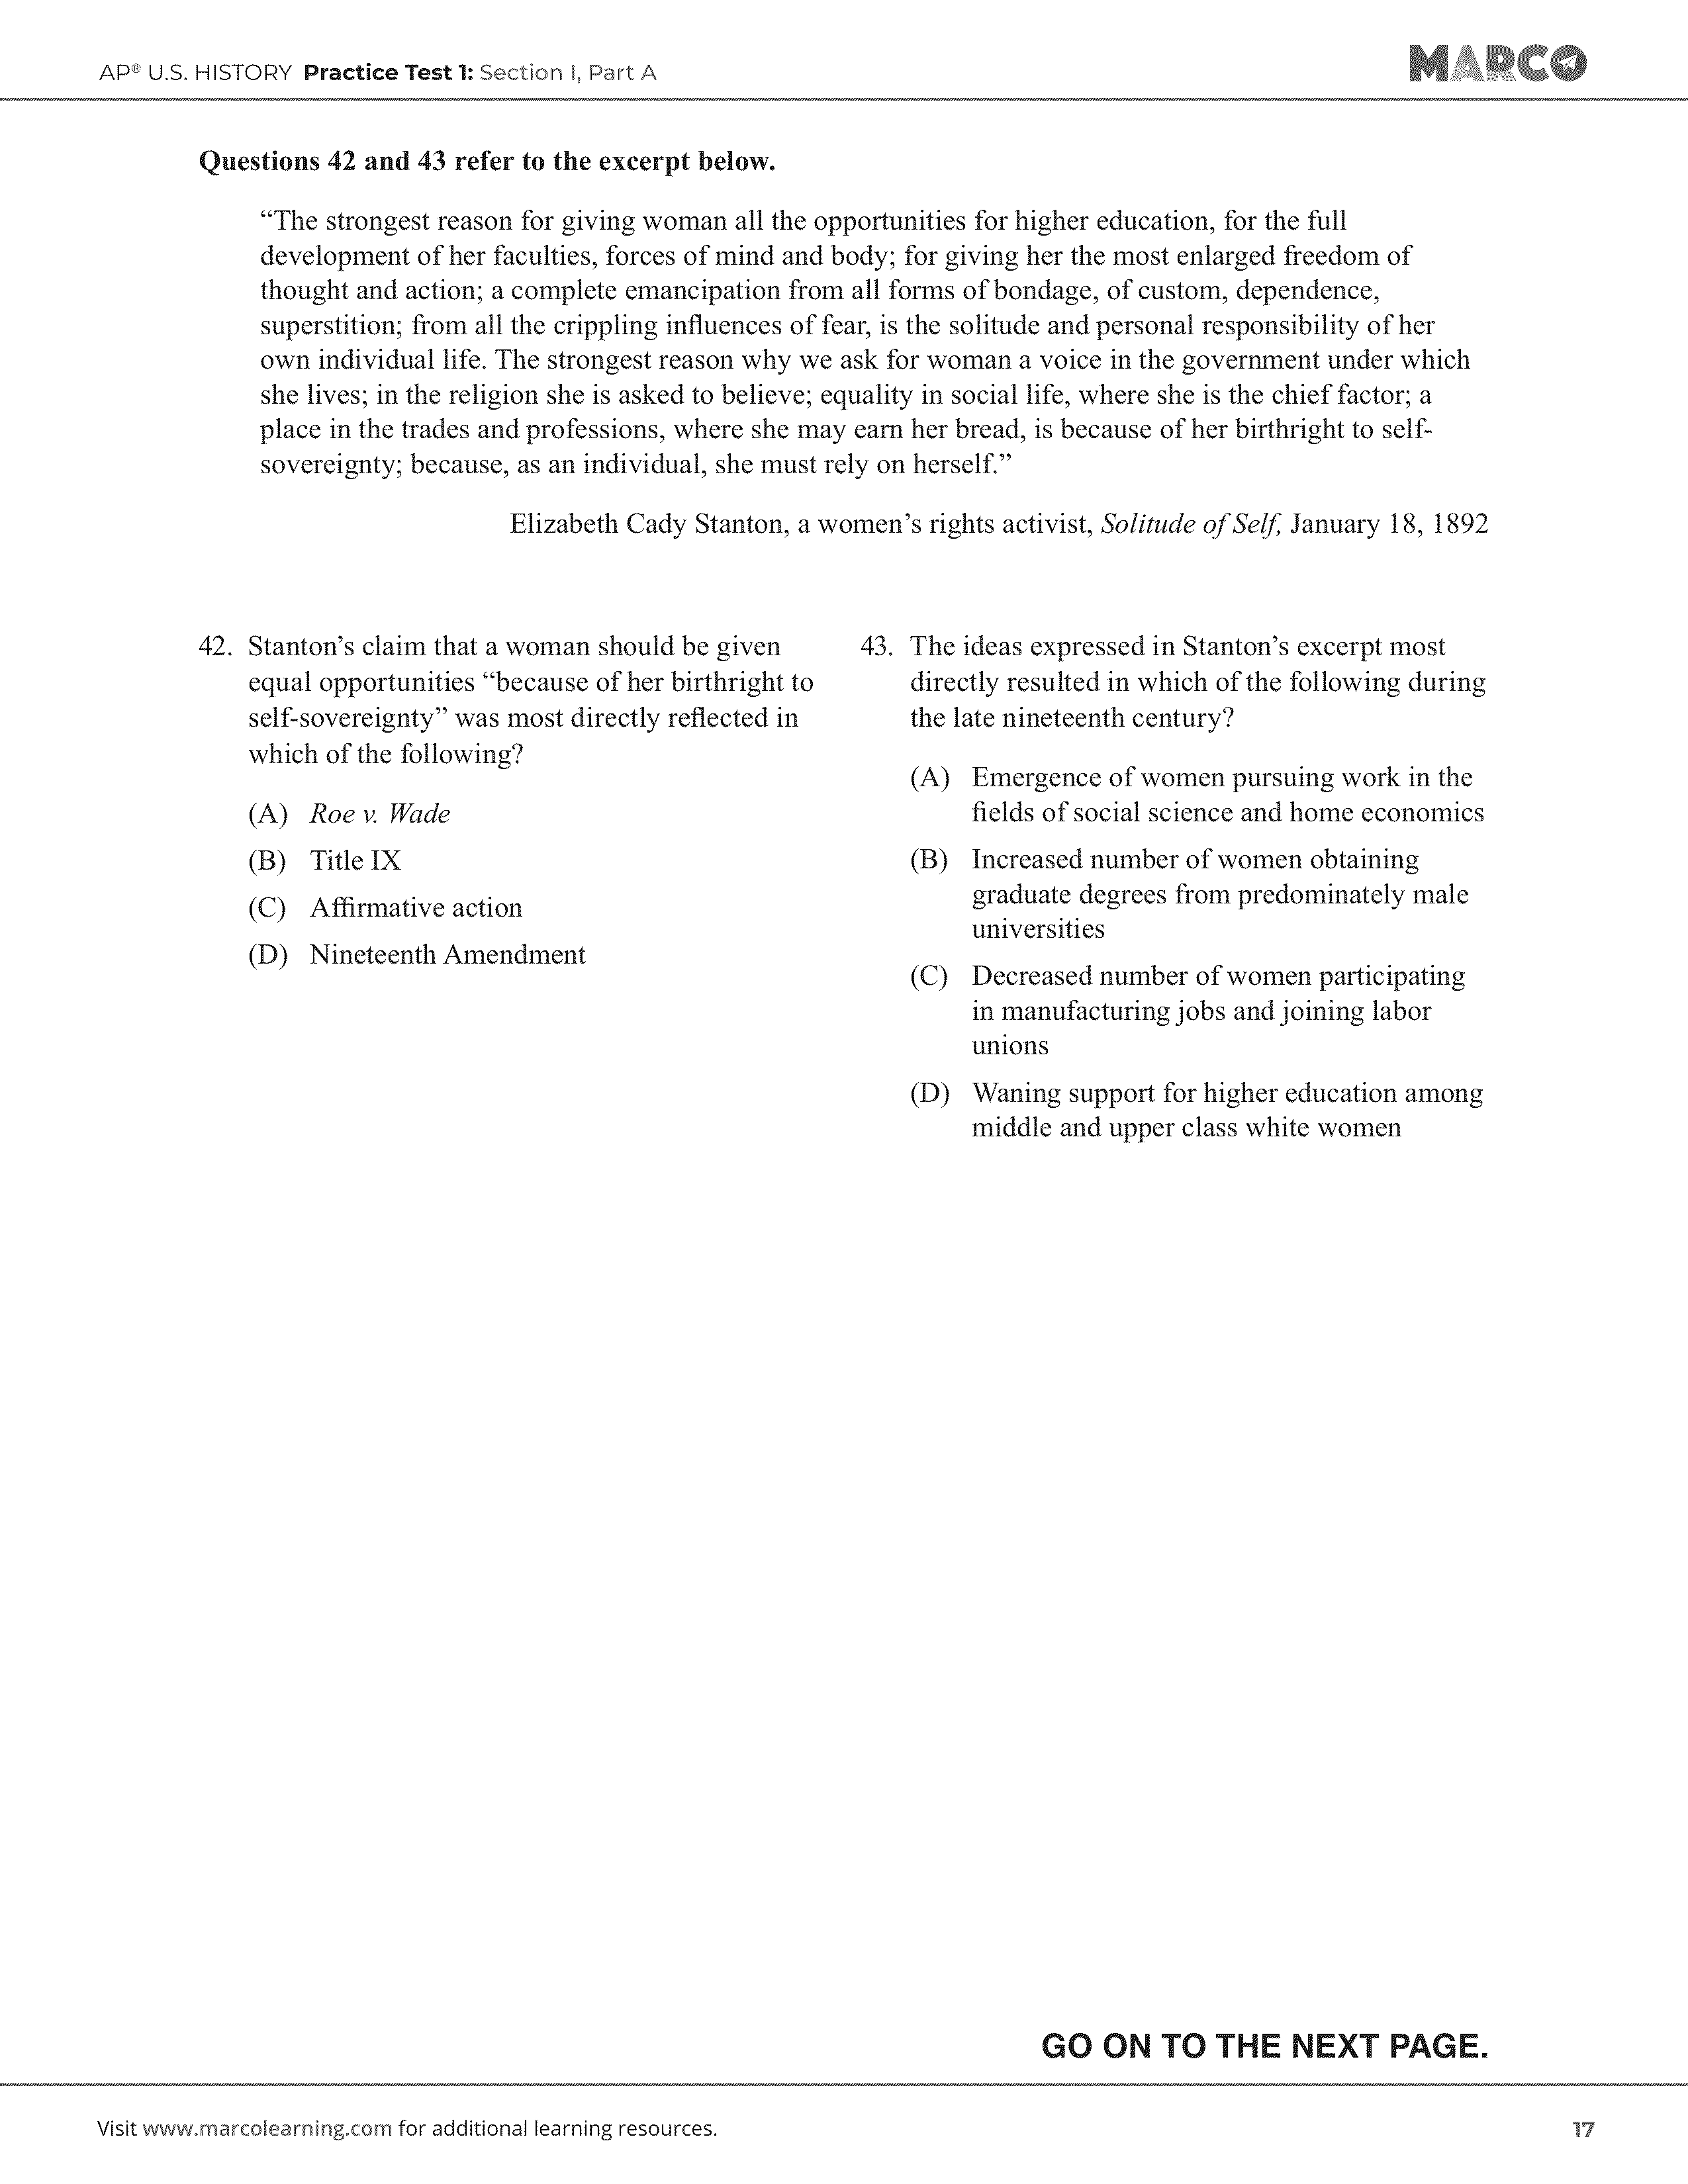 AP® U.S. HISTORY Practice Test 1: Section I, Part A
MARCO
Questions 42 and 43 refer to the excerpt below.
“The strongest reason for giving woman all the opportunities for higher education, for the full
development of her faculties, forces of mind and body; for giving her the most enlarged freedom of
thought and action; a complete emancipation from all forms of bondage, of custom, dependence,
superstition; from all the crippling influences of fear, is the solitude and personal responsibility of her
own individual life. The strongest reason why we ask for woman a voice in the government under which
she lives; in the religion she is asked to believe; equality in social life, where she is the chief factor; a
place in the trades and professions, where she may earn her bread, is because of her birthright to self-
sovereignty; because, as an individual, she must rely on herself.”
Elizabeth Cady Stanton, a women’s rights activist, Solitude of Self, January 18, 1892
42. Stanton’s claim that a woman should be given
equal opportunities “because of her birthright to
self-sovereignty” was most directly reflected in
which of the following?
(A) Roe v. Wade
(B) Title IX
(C) Affirmative action
(D) Nineteenth Amendment
43. The ideas expressed in Stanton’s excerpt most
directly resulted in which of the following during
the late nineteenth century?
(A) Emergence of women pursuing work in the
fields of social science and home economics
(B) Increased number of women obtaining
graduate degrees from predominately male
universities
(C) Decreased number of women participating
in manufacturing jobs and joining labor
unions
(D) Waning support for higher education among
middle and upper class white women
GO ON TO THE NEXT PAGE.
Visit www.marcolearning.com for additional learning resources.
17